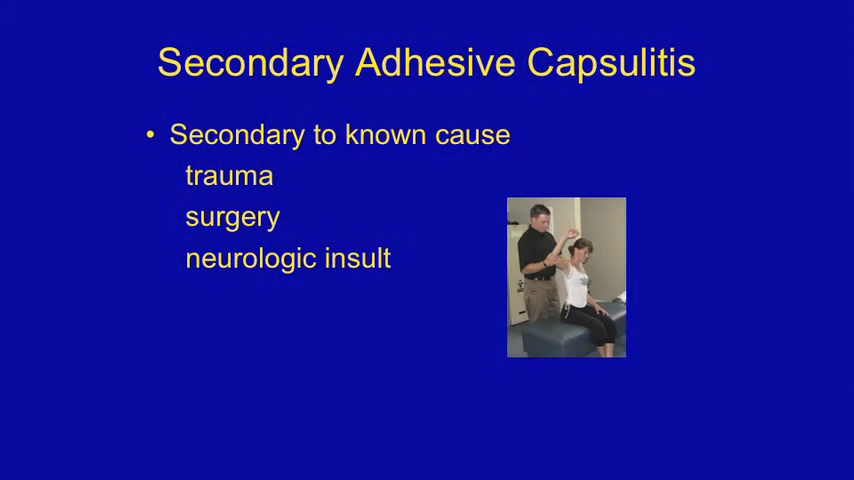 Secondary Adhesive Capsulitis
• Secondary to known cause
trauma
surgery
neurologic insult